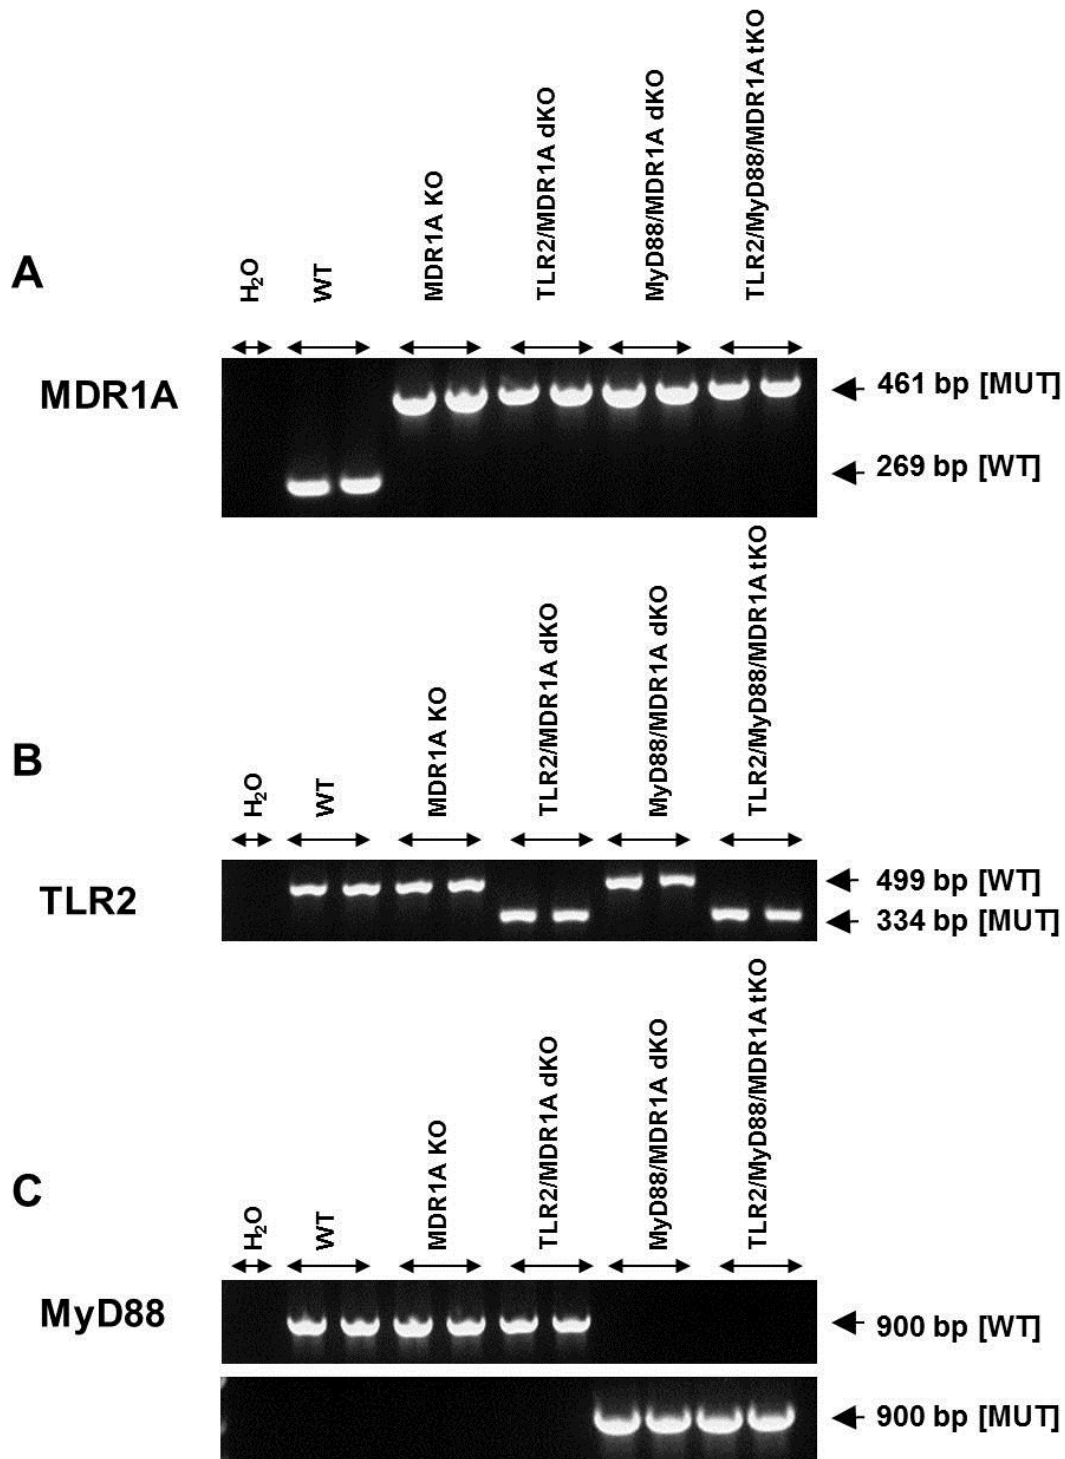 A
H₂O
WT
MDR1A KO
TLR2/MDR1A dKO
MyD88/MDR1A dKO
TLR2/MyD88/MDR1A tKO
MDR1A
461 bp [MUT]
269 bp [WT]
B
H₂O
WT
MDR1A KO
TLR2/MDR1A dKO
MyD88/MDR1A dKO
TLR2/MyD88/MDR1A tKO
TLR2
499 bp [WT]
334 bp [MUT]
C
H₂O
WT
MDR1A KO
TLR2/MDR1A dKO
MyD88/MDR1A dKO
TLR2/MyD88/MDR1A tKO
MyD88
900 bp [WT]
900 bp [MUT]